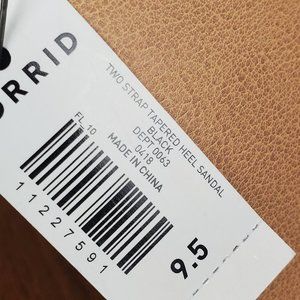 ORRID
TWO STRAP TAPERED HEEL SANDAL
BLACK
DEPT 0063
0418
MADE IN CHINA
FL 10
11227591
9.5